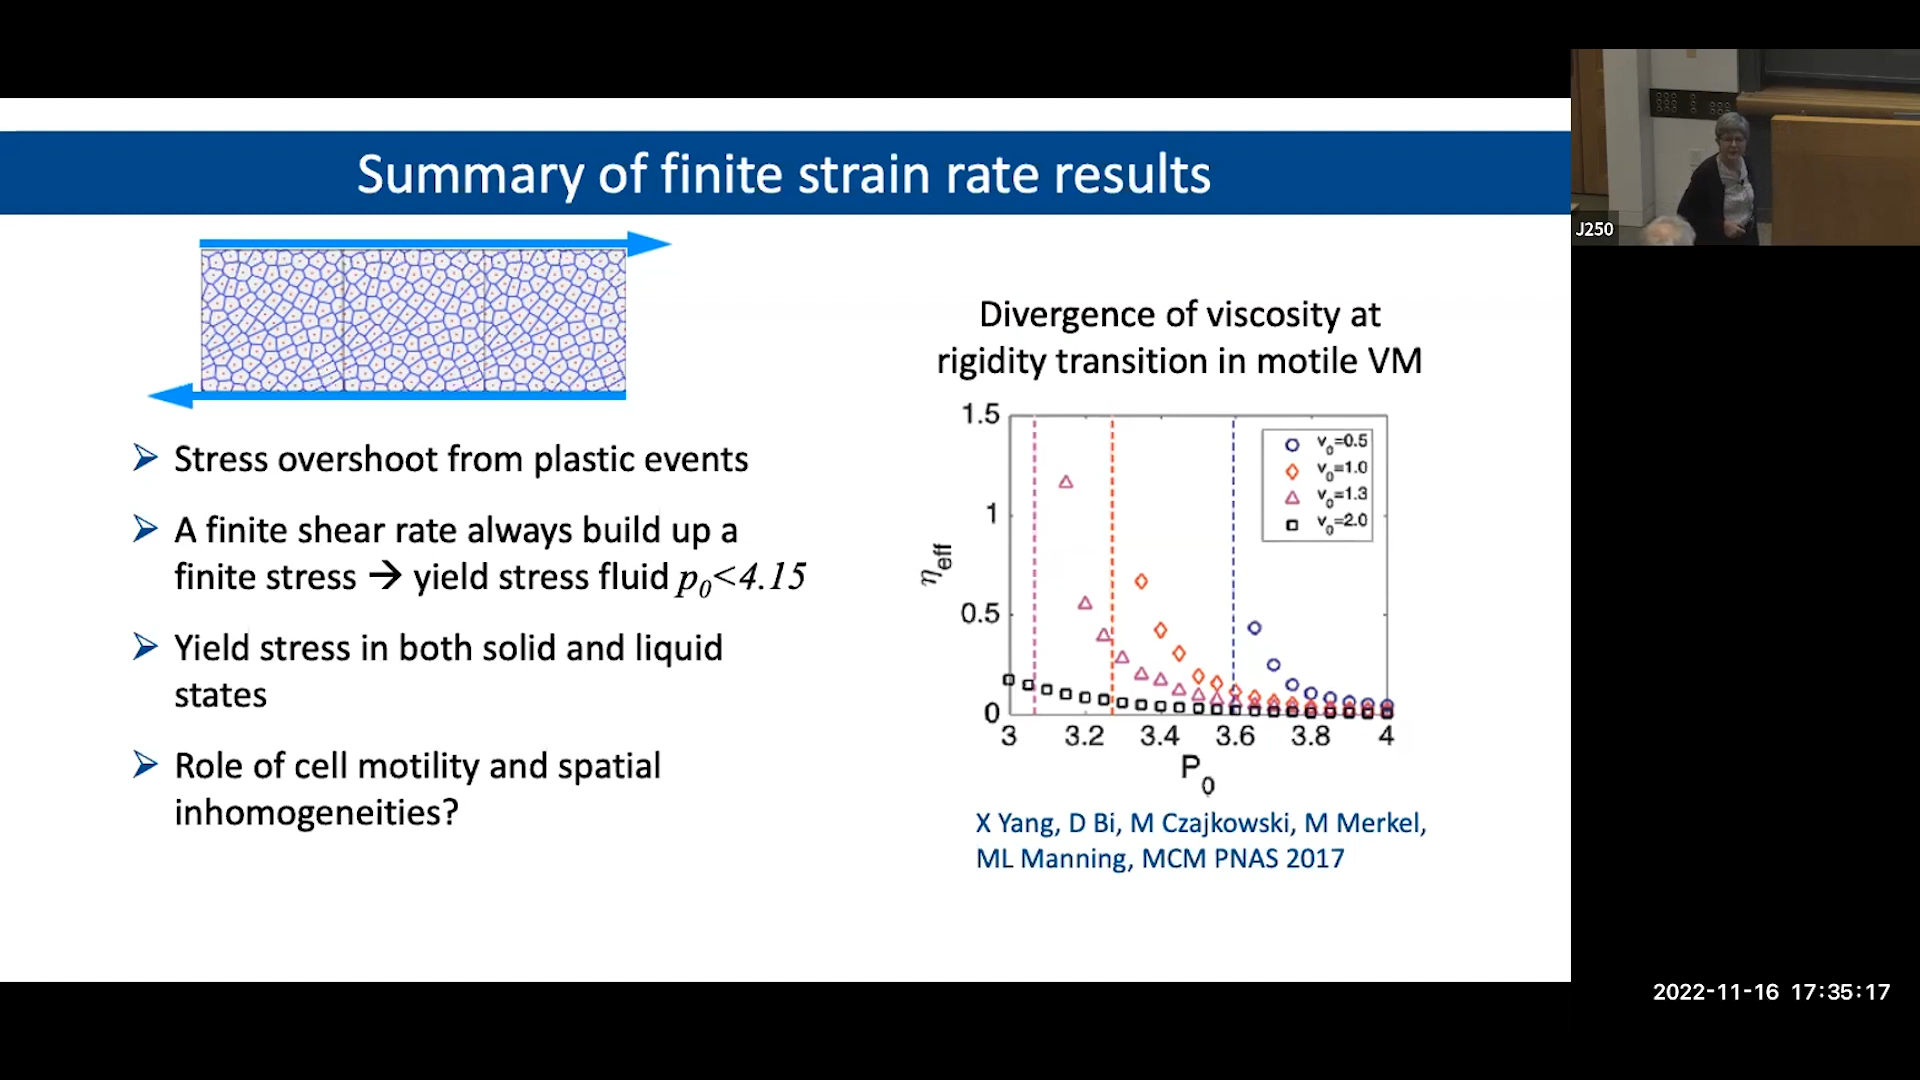 Summary of finite strain rate results
J250
Divergence of viscosity at
rigidity transition in motile VM
Stress overshoot from plastic events
A finite shear rate always build up a
finite stress → yield stress fluid p₀<4.15
Yield stress in both solid and liquid
states
Role of cell motility and spatial
inhomogeneities?
1.5
1
0.5
0
ηeff
v₀=0.5
v₀=1.0
v₀=1.3
v₀=2.0
3 3.2 3.4 3.6 3.8 4
P₀
X Yang, D Bi, M Czajkowski, M Merkel,
ML Manning, MCM PNAS 2017
2022-11-16 17:35:17